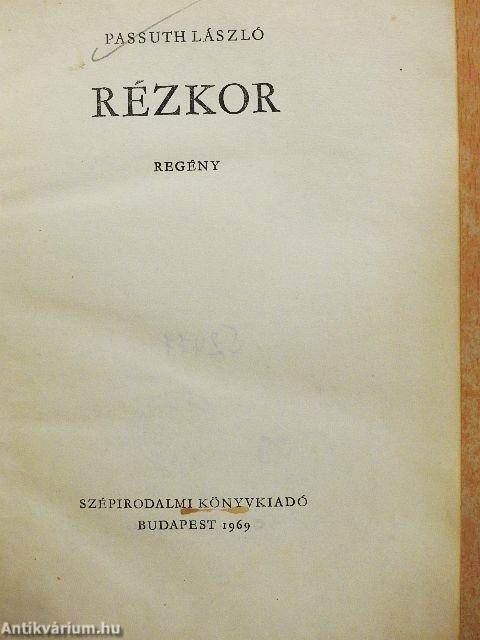 PASSUTH LÁSZLÓ
RÉZKOR
REGÉNY
SZÉPIRODALMI KÖNYVKIADÓ
BUDAPEST 1969
Antikvárium.hu